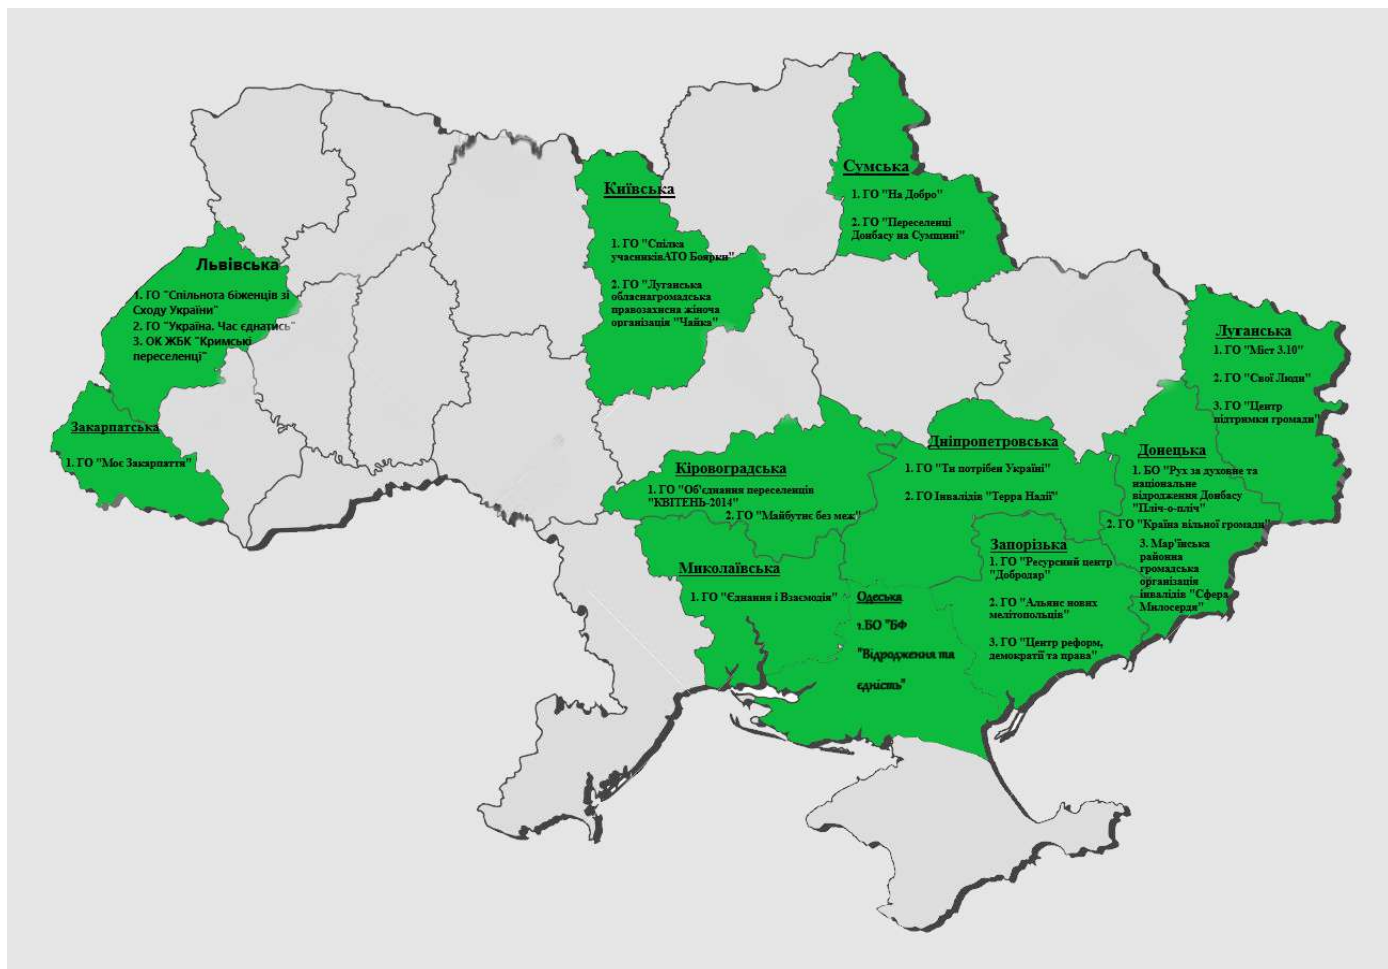 Сумська
1. ГО "На Добро"
2. ГО "Переселенці
Донбасу на Сумщині"
Київська
1. ГО "Спілка
учасниківАТО Боярки"
2. ГО "Луганська
обласнагромадська
правозахисна жіноча
організація "Чайка"
Львівська
1. ГО "Спільнота біженців зі
Сходу України"
2. ГО "Україна. Час єднатись"
3. ОК ЖБК "Кримські
переселенці"
Закарпатська
1. ГО "Моє Закарпаття"
Луганська
1. ГО "Міст 3.10"
2. ГО "Свої Люди"
3. ГО "Центр
підтримки громади"
Дніпропетровська
1. ГО "Ти потрібен Україні"
2. ГО Інвалідів "Терра Надії"
Донецька
1. БО "Рух за духовне та
національне
відродження Донбасу
"Пліч-о-пліч"
2. ГО "Країна вільної громади"
3. Мар'їнська
районна
громадська
організація
інвалідів "Сфера
Милосердя"
Кіровоградська
1. ГО "Об'єднання переселенців
"КВІТЕНЬ-2014"
2. ГО "Майбутнє без меж"
Запорізька
1. ГО "Ресурсний центр
"Добродар"
2. ГО "Альянс нових
мелітопольців"
3. ГО "Центр реформ,
демократії та права"
Миколаївська
1. ГО "Єднання і Взаємодія"
Одеська
1.БО "БФ
"Відродження та
єдність"